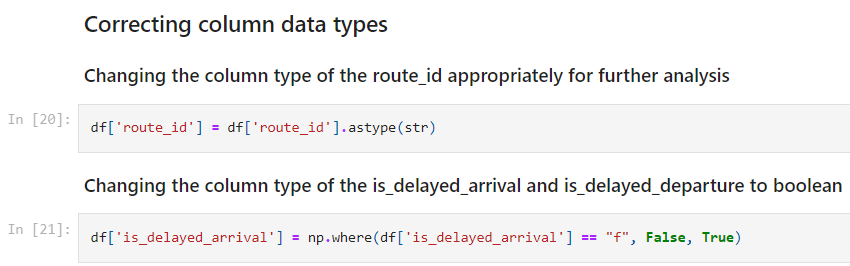 Correcting column data types
Changing the column type of the route_id appropriately for further analysis
In [20]: df['route_id'] = df['route_id'].astype(str)
Changing the column type of the is_delayed_arrival and is_delayed_departure to boolean
In [21]: df['is_delayed_arrival'] = np.where(df['is_delayed_arrival'] == "f", False, True)